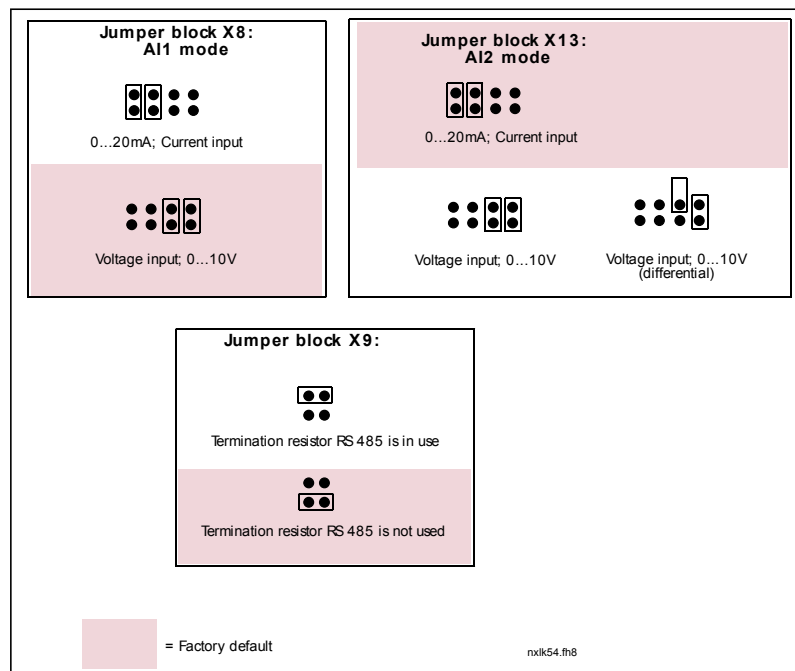 Jumper block X8:
AI1 mode
0...20mA; Current input
Voltage input; 0...10V
Jumper block X13:
AI2 mode
0...20mA; Current input
Voltage input; 0...10V
Voltage input; 0...10V
(differential)
Jumper block X9:
Termination resistor RS 485 is in use
Termination resistor RS 485 is not used
= Factory default
nxlk54.fh8